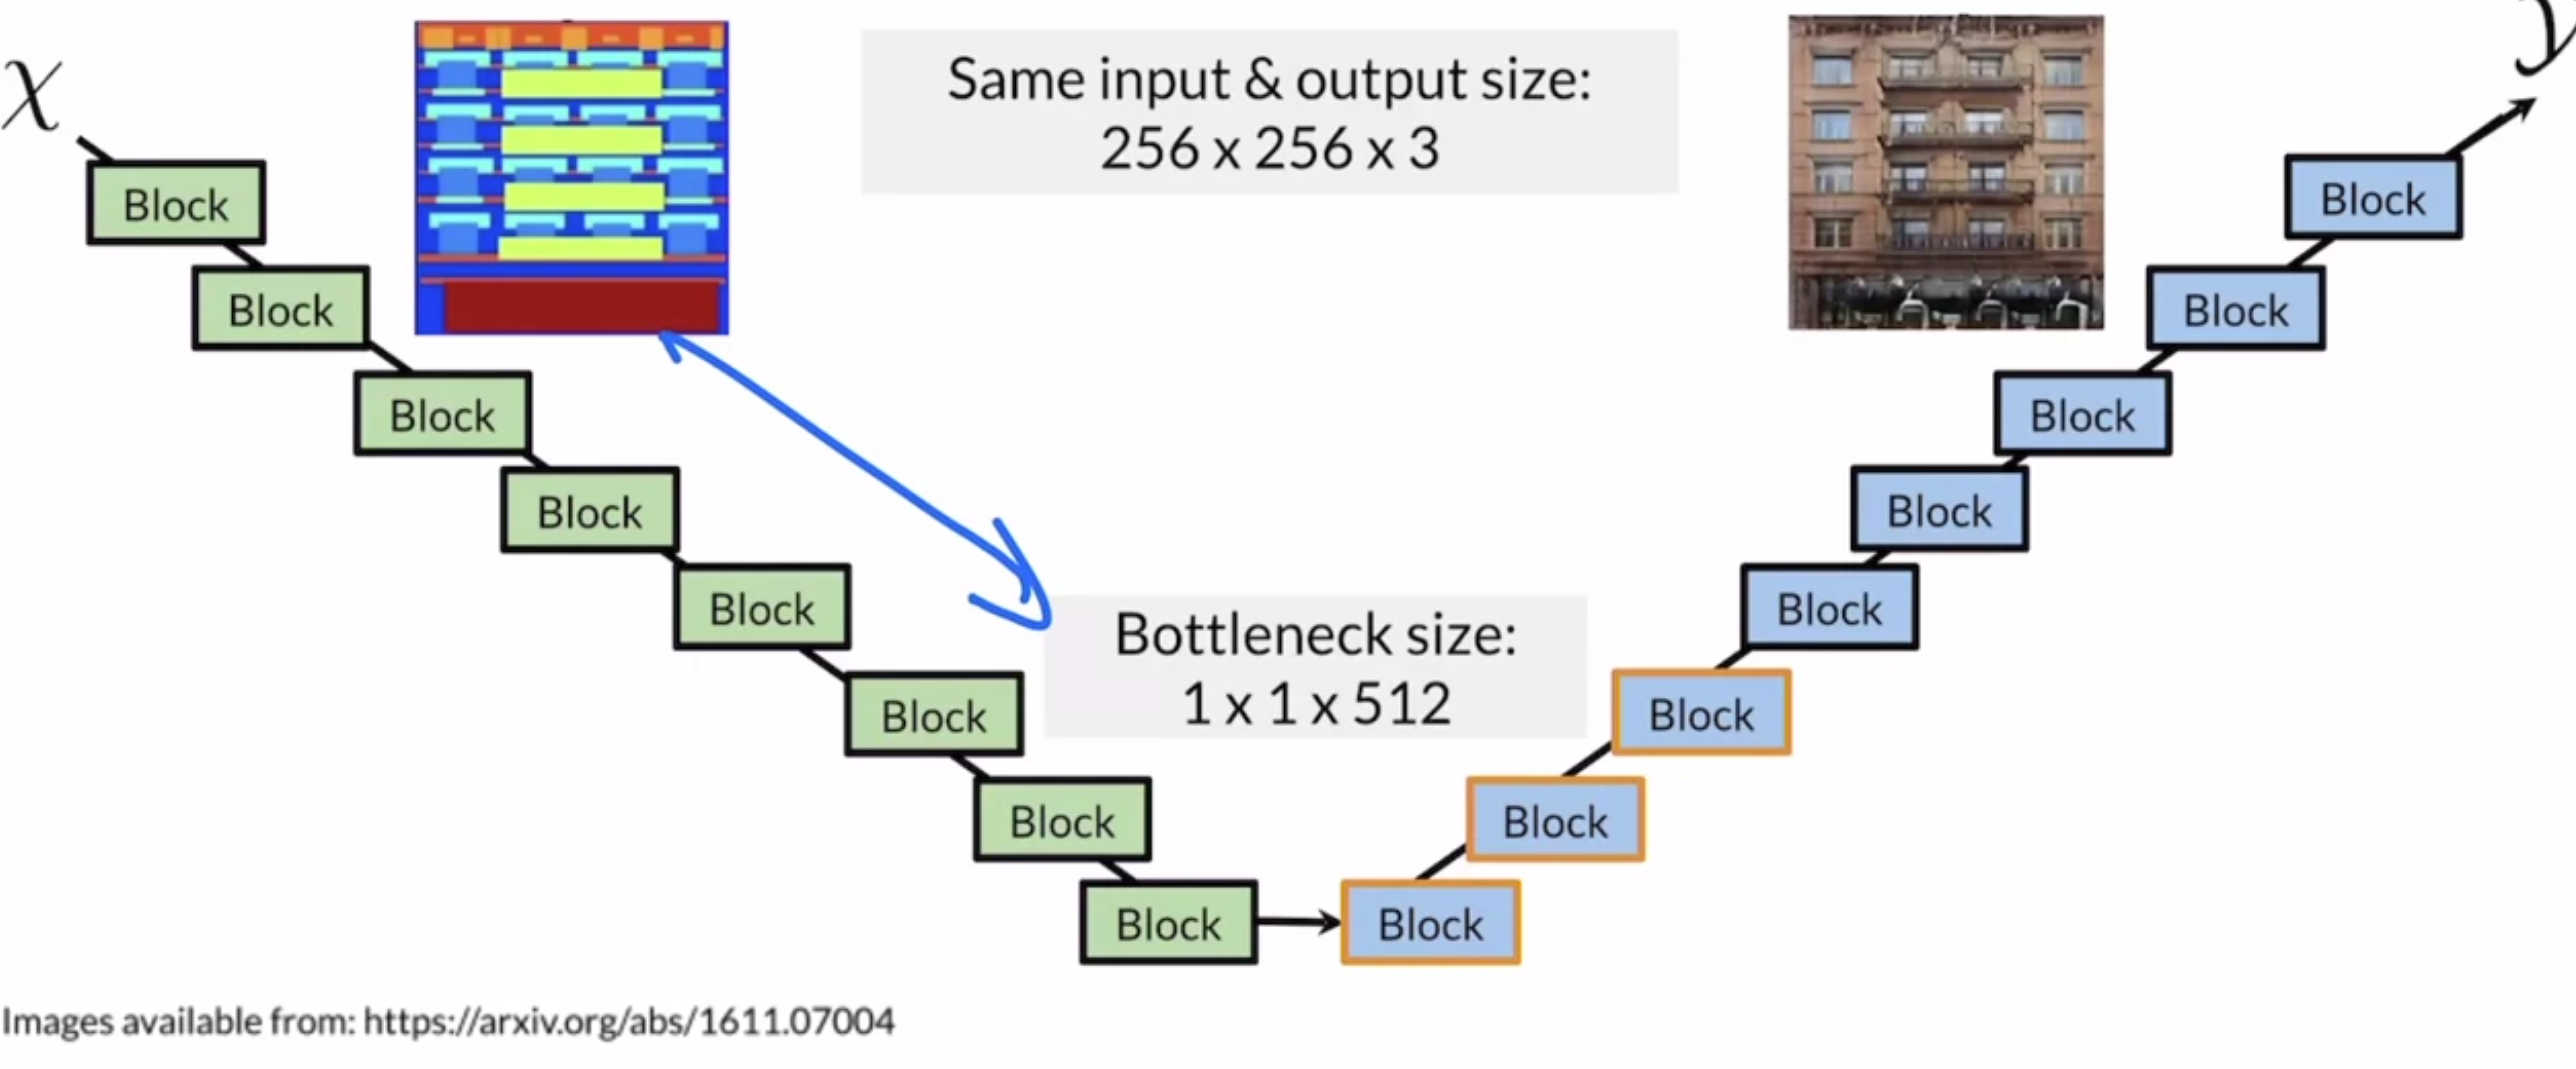 χ
y
Same input & output size:
256 x 256 x 3
Block
Block
Block
Block
Block
Block
Block
Block
Bottleneck size:
1 x 1 x 512
Block
Block
Block
Block
Block
Block
Block
Block
Images available from: https://arxiv.org/abs/1611.07004